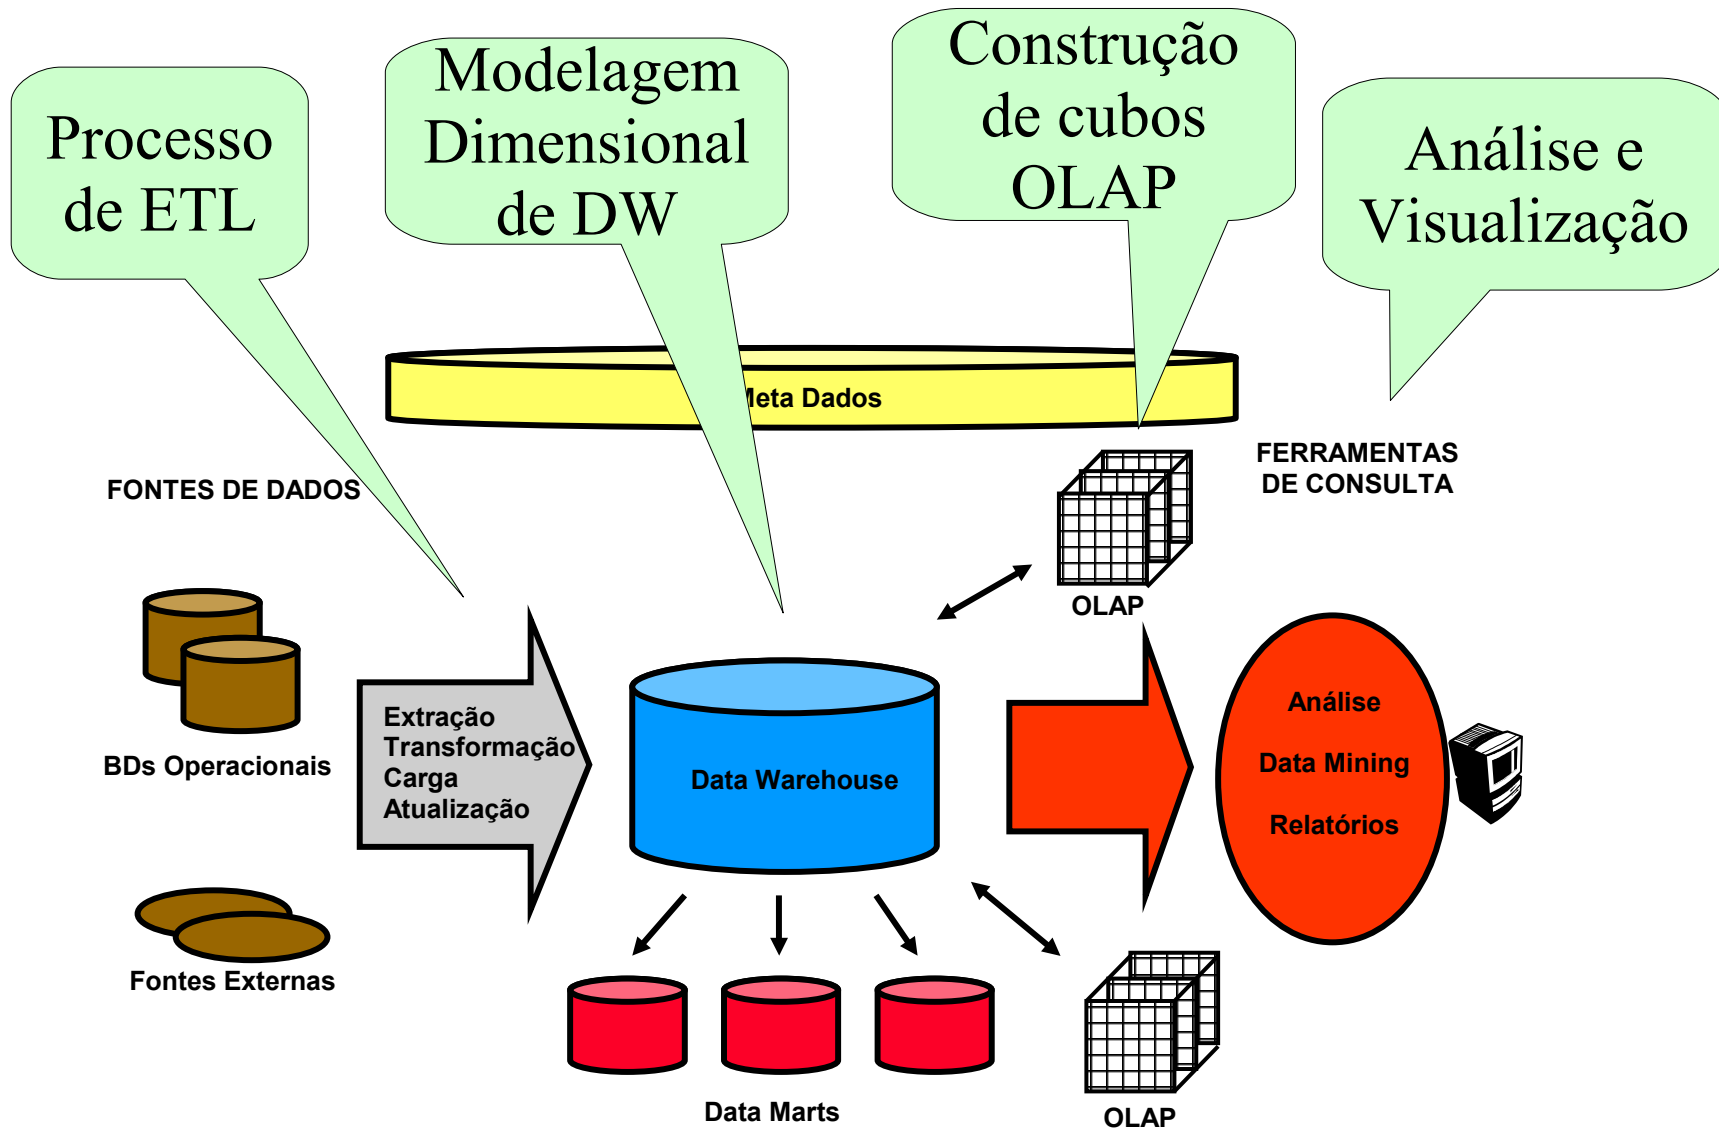 Processo
de ETL
Modelagem
Dimensional
de DW
Construção
de cubos
OLAP
Análise e
Visualização
Dados
FONTES DE DADOS
FERRAMENTAS
DE CONSULTA
OLAP
BDs Operacionais
Extração
Transformação
Carga
Atualização
Data Warehouse
Análise
Data Mining
Relatórios
Fontes Externas
Data Marts
OLAP